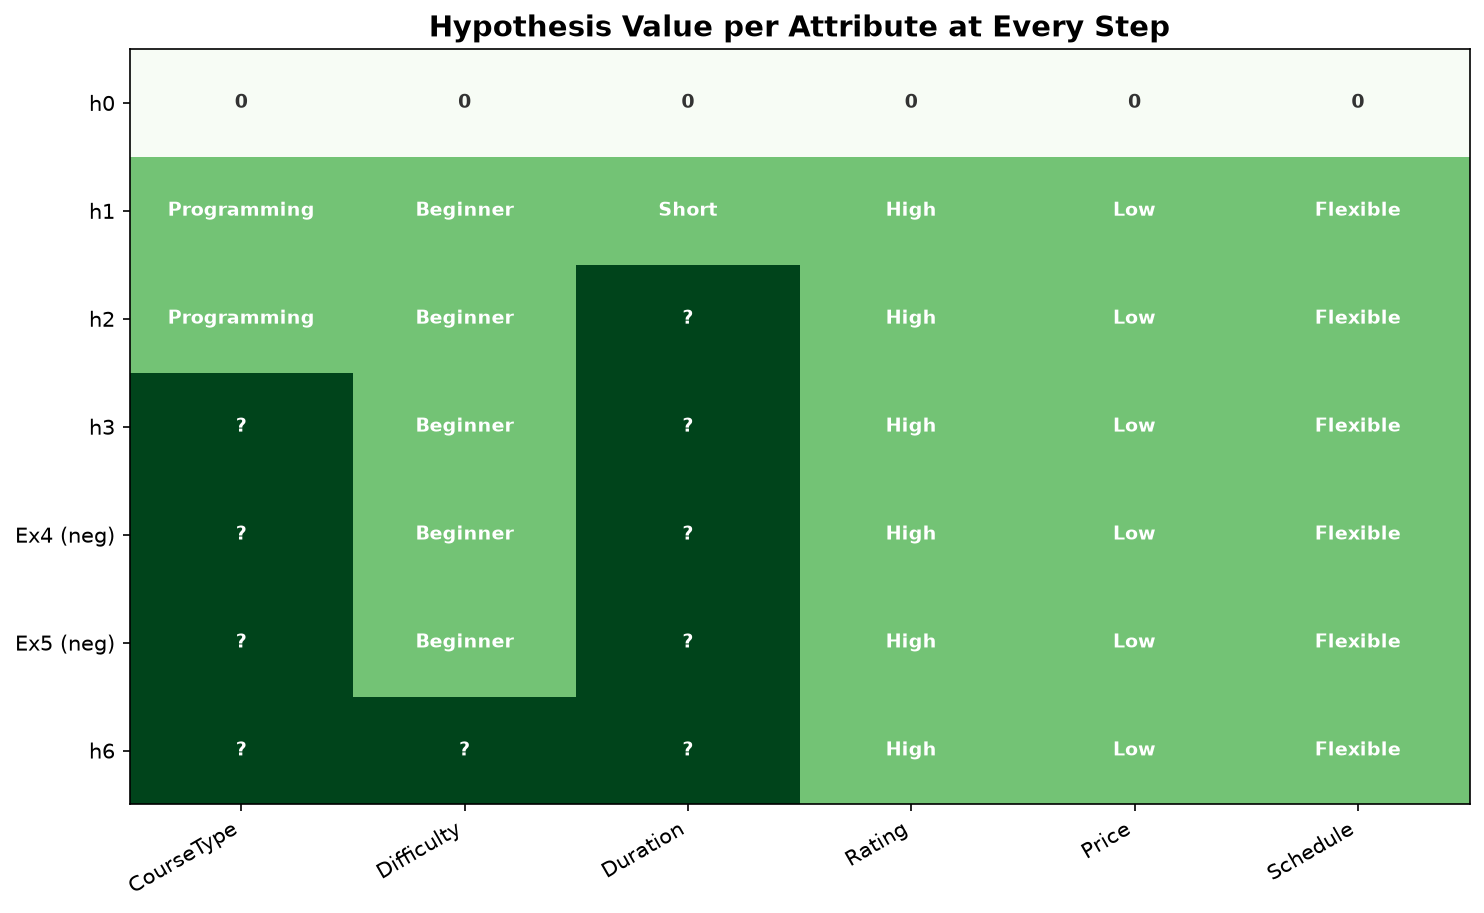 Hypothesis Value per Attribute at Every Step
h0 0 0 0 0 0 0
h1 Programming Beginner Short High Low Flexible
h2 Programming Beginner ? High Low Flexible
h3 ? Beginner ? High Low Flexible
Ex4 (neg) ? Beginner ? High Low Flexible
Ex5 (neg) ? Beginner ? High Low Flexible
h6 ? ? ? High Low Flexible
CourseType Difficulty Duration Rating Price Schedule